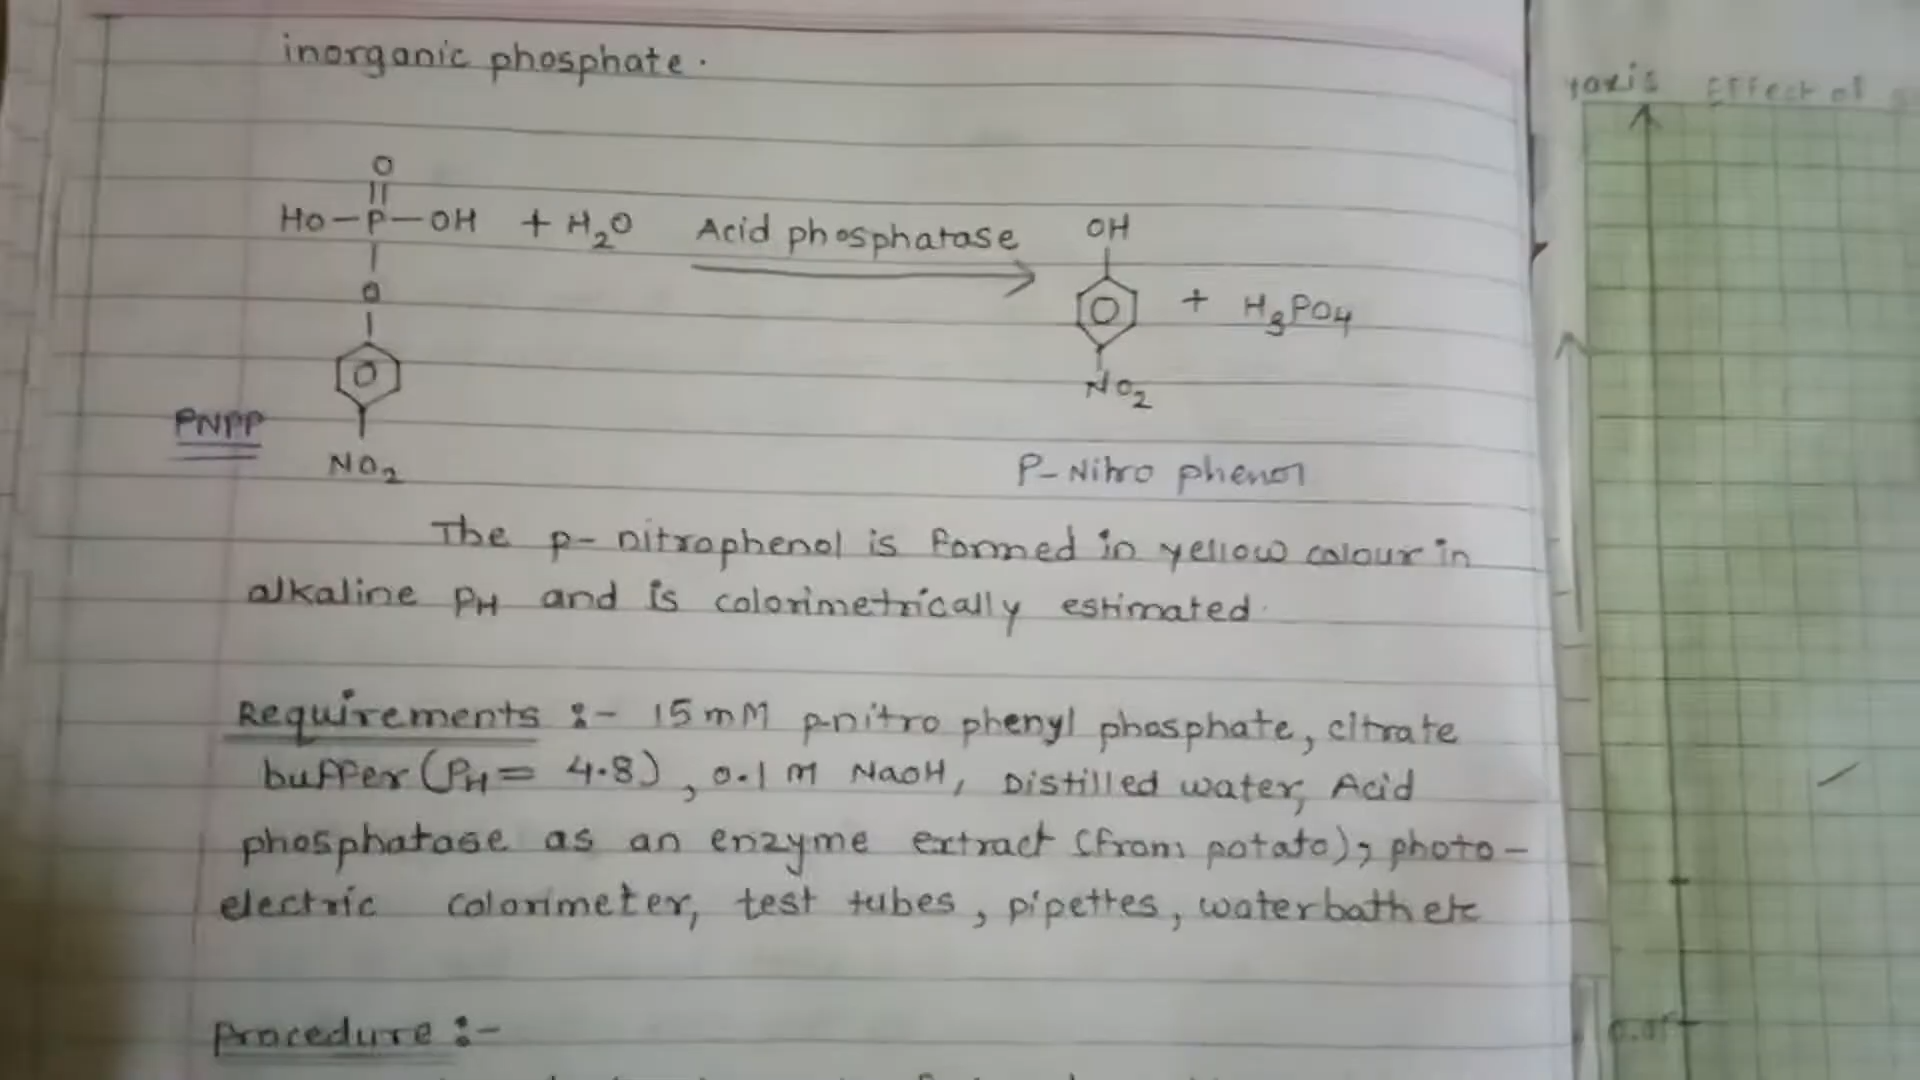 inorganic phosphate.
O
Ho-P-OH + H2O Acid phosphatase
OH
O
+ H3PO4
NO2
PNPP
NO2
P-Nitro phenol
The p-nitrophenol is formed in yellow colour in
alkaline PH and is colorimetrically estimated.
Requirements :- 15mM p-nitro phenyl phosphate, citrate
buffer (PH= 4.8), 0.1 M NaOH, Distilled water, Acid
phosphatase as an enzyme extract (from potato), photo-
electric colorimeter, test tubes, pipettes, waterbath etc
Procedure :-
yaxis Effect of